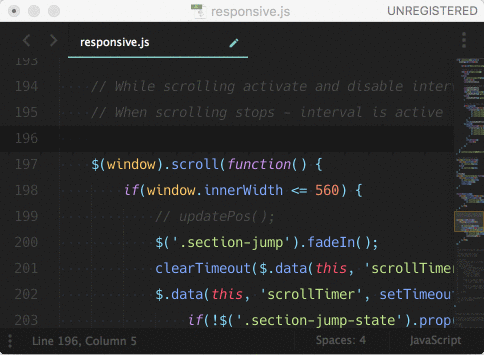 responsive.js
UNREGISTERED
responsive.js
193
194 // While scrolling activate and disable inter
195 // When scrolling stops - interval is active
196
197 $(window).scroll(function() {
198 if(window.innerWidth <= 560) {
199 // updatePos();
200 $('.section-jump').fadeIn();
201 clearTimeout($.data(this, 'scrollTimer
202 $.data(this, 'scrollTimer', setTimeout
203 if(!$('.section-jump-state').prop
Line 196, Column 5
Spaces: 4
JavaScript